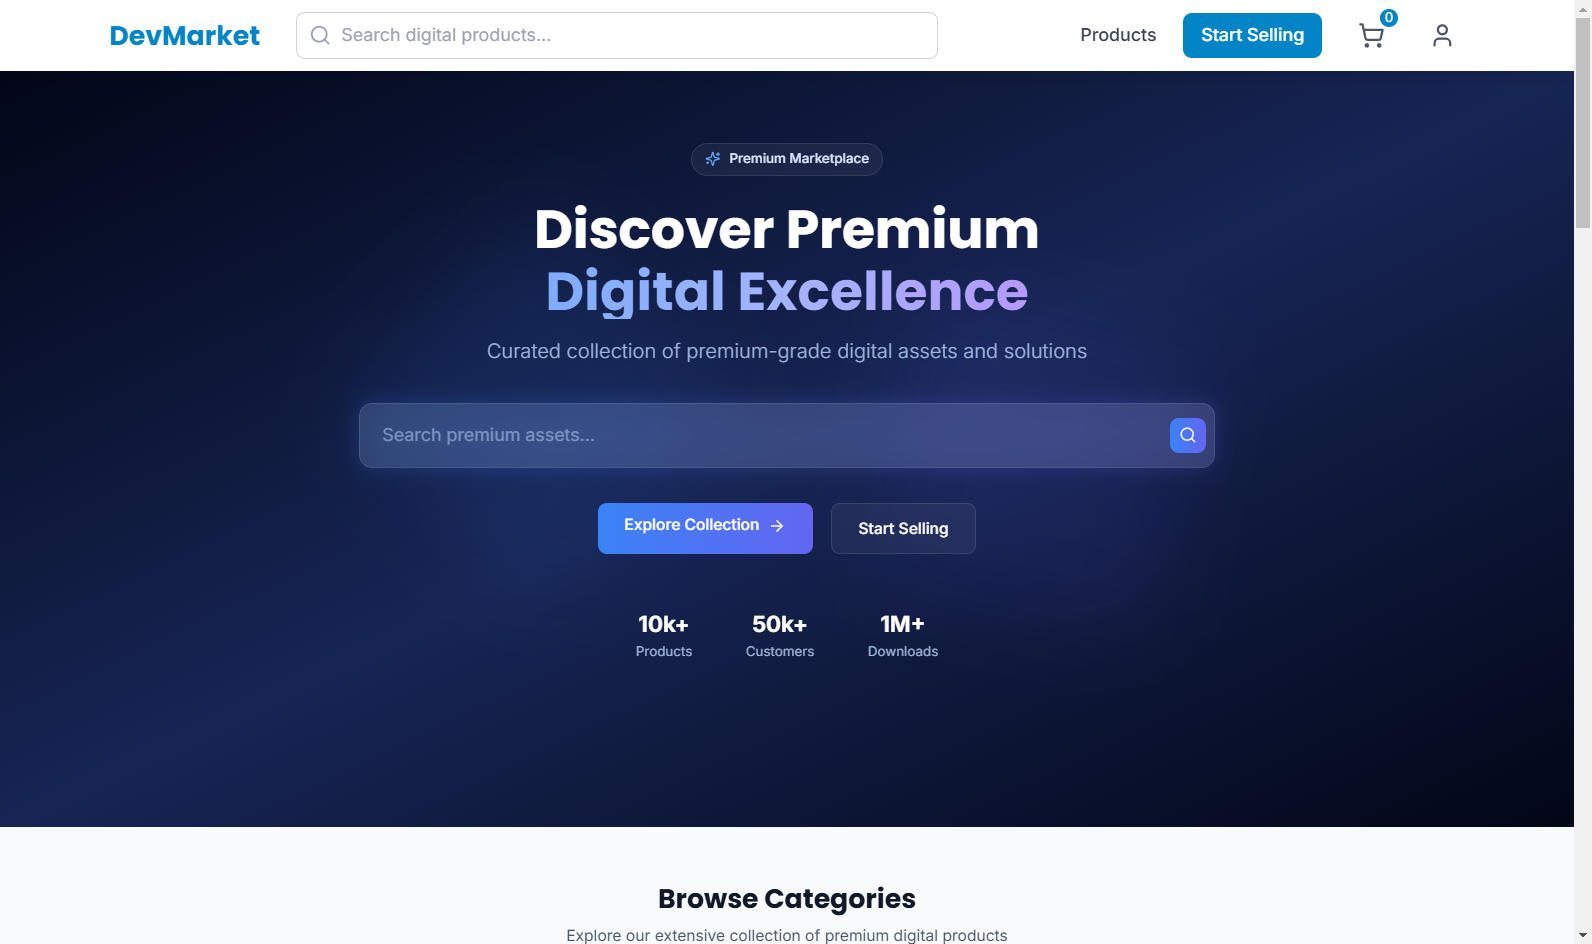 DevMarket
Search digital products...
Products
Start Selling
0
Premium Marketplace
Discover Premium
Digital Excellence
Curated collection of premium-grade digital assets and solutions
Search premium assets...
Explore Collection
Start Selling
10k+
Products
50k+
Customers
1M+
Downloads
Browse Categories
Explore our extensive collection of premium digital products